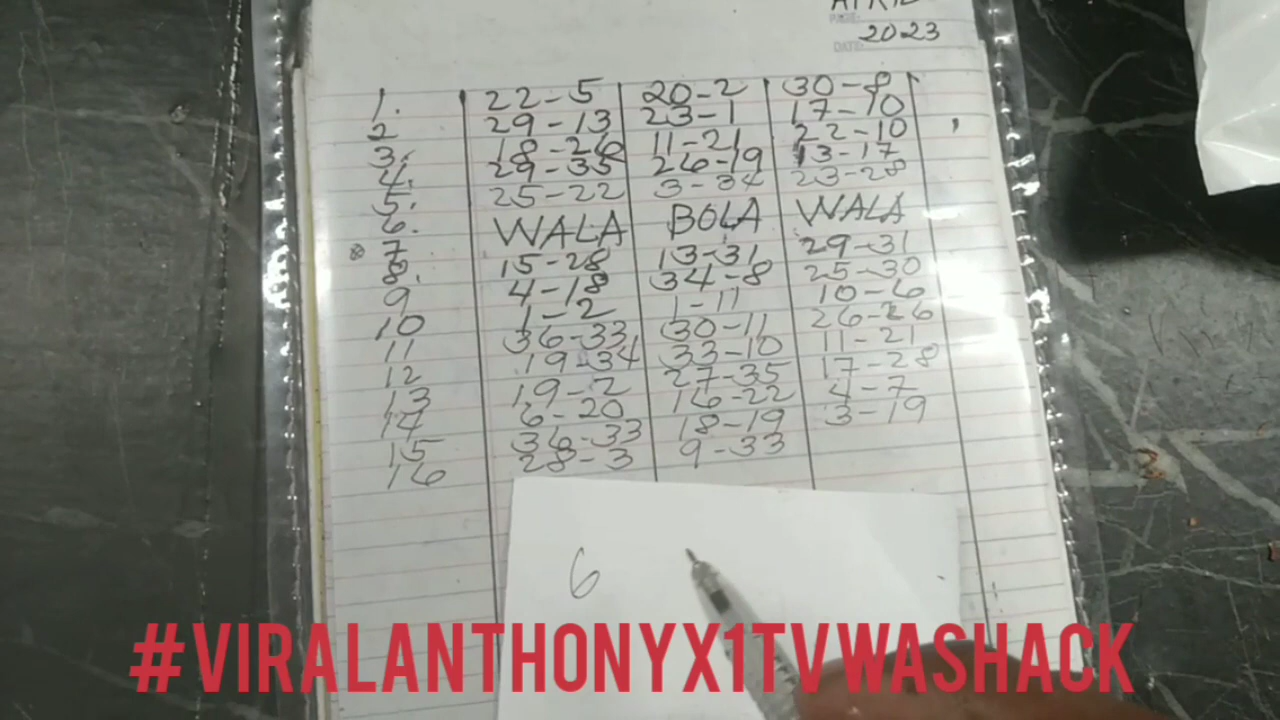 APRIL
PAGE:
DATE: 2023
1. 22-5 20-2 30-8
2 29-13 23-1 17-10
3. 18-26 11-21 22-10
4. 29-35 26-19 13-17
5. 25-22 3-34 23-28
6. WALA BOLA WALA
7 15-28 13-31 29-31
8. 4-18 34-8 25-30
9 1-2 1-11 10-6
10 36-33 30-11 26-26
11 19-34 33-10 11-21
12 19-2 27-35 17-28
13 6-20 16-22 4-7
14 36-33 18-19 3-19
15 28-3 9-33
16
6
#VIRALANTHONYX1TVWASHACK